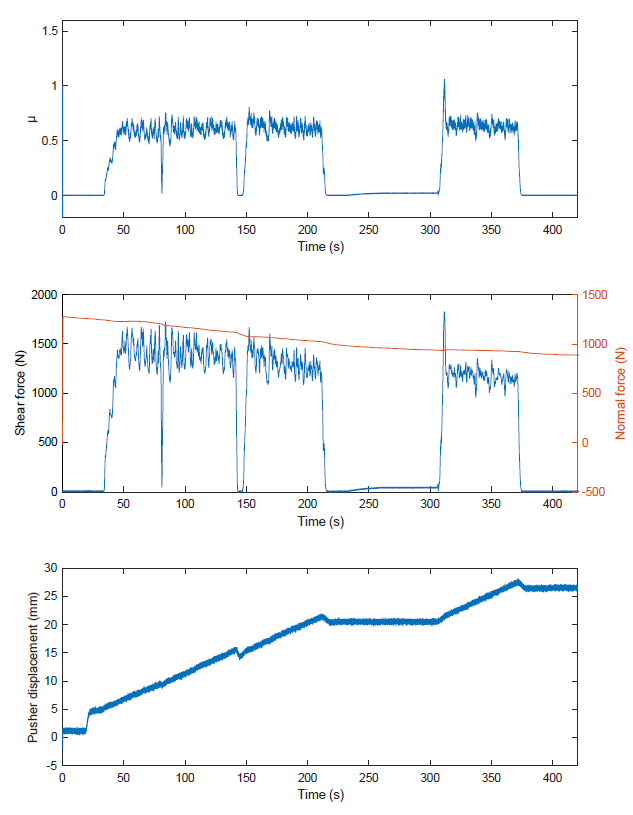 1.5
1
0.5
0
μ
0 50 100 150 200 250 300 350 400
Time (s)
2000 1500
1500 1000
1000 500
500 0
0 -500
Shear force (N)
Normal force (N)
0 50 100 150 200 250 300 350 400
Time (s)
30
25
20
15
10
5
0
-5
Pusher displacement (mm)
0 50 100 150 200 250 300 350 400
Time (s)